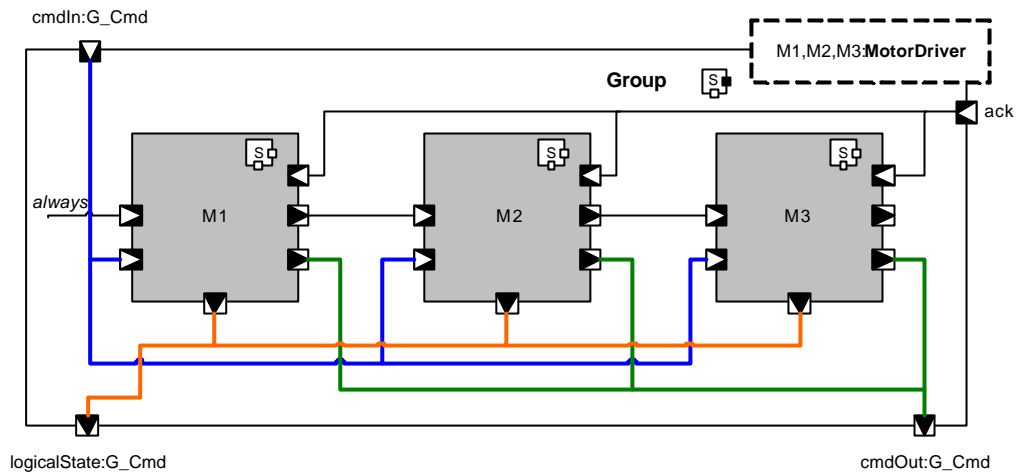 cmdIn:G_Cmd
M1,M2,M3:MotorDriver
Group
S
ack
S
S
S
always
M1
M2
M3
logicalState:G_Cmd
cmdOut:G_Cmd